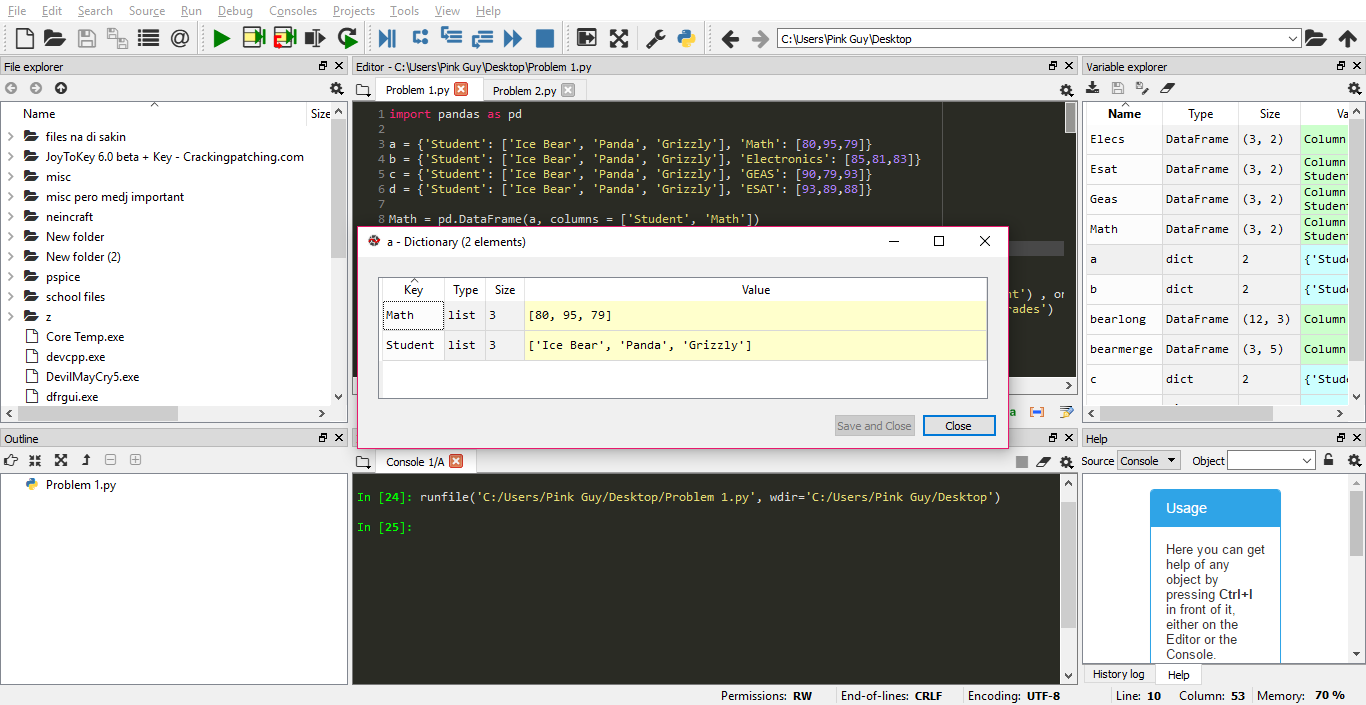 File Edit Search Source Run Debug Consoles Projects Tools View Help
C:\Users\Pink Guy\Desktop
File explorer
Name Size
files na di sakin
JoyToKey 6.0 beta + Key - Crackingpatching.com
misc
misc pero medj important
neincraft
New folder
New folder (2)
pspice
school files
z
Core Temp.exe
devcpp.exe
DevilMayCry5.exe
dfrgui.exe
Outline
Problem 1.py
Editor - C:\Users\Pink Guy\Desktop\Problem 1.py
Problem 1.py Problem 2.py
1 import pandas as pd
2
3 a = {'Student': ['Ice Bear', 'Panda', 'Grizzly'], 'Math': [80,95,79]}
4 b = {'Student': ['Ice Bear', 'Panda', 'Grizzly'], 'Electronics': [85,81,83]}
5 c = {'Student': ['Ice Bear', 'Panda', 'Grizzly'], 'GEAS': [90,79,93]}
6 d = {'Student': ['Ice Bear', 'Panda', 'Grizzly'], 'ESAT': [93,89,88]}
7
8 Math = pd.DataFrame(a, columns = ['Student', 'Math'])
nt') , or
rades')
a - Dictionary (2 elements)
Key Type Size Value
Math list 3 [80, 95, 79]
Student list 3 ['Ice Bear', 'Panda', 'Grizzly']
Save and Close Close
Console 1/A
In [24]: runfile('C:/Users/Pink Guy/Desktop/Problem 1.py', wdir='C:/Users/Pink Guy/Desktop')
In [25]:
Variable explorer
Name Type Size Va
Elecs DataFrame (3, 2) Column
Esat DataFrame (3, 2) Column
Student
Geas DataFrame (3, 2) Column
Student
Math DataFrame (3, 2) Column
Student
a dict 2 {'Stude
b dict 2 {'Stude
bearlong DataFrame (12, 3) Column
bearmerge DataFrame (3, 5) Column
c dict 2 {'Stude
Help
Source Console Object
Usage
Here you can get
help of any
object by
pressing Ctrl+I
in front of it,
either on the
Editor or the
Console.
History log Help
Permissions: RW End-of-lines: CRLF Encoding: UTF-8 Line: 10 Column: 53 Memory: 70 %